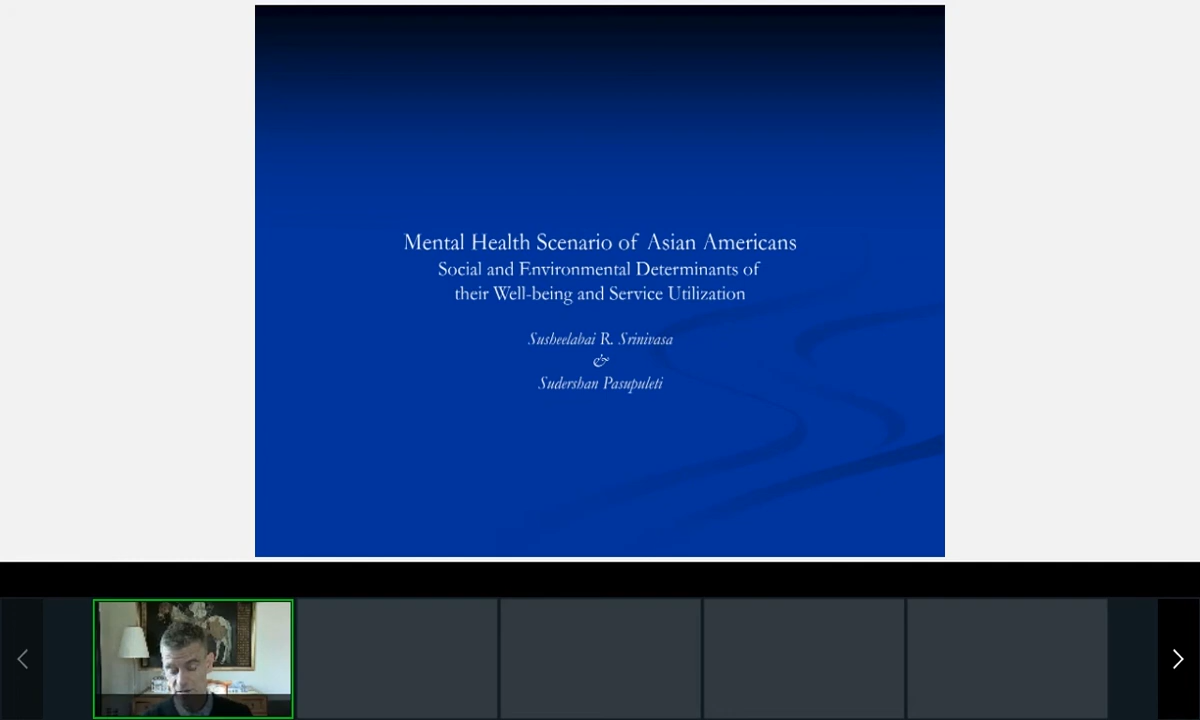 Mental Health Scenario of Asian Americans
Social and Environmental Determinants of
their Well-being and Service Utilization
Susheelabai R. Srinivasa
&
Sudershan Pasupuleti